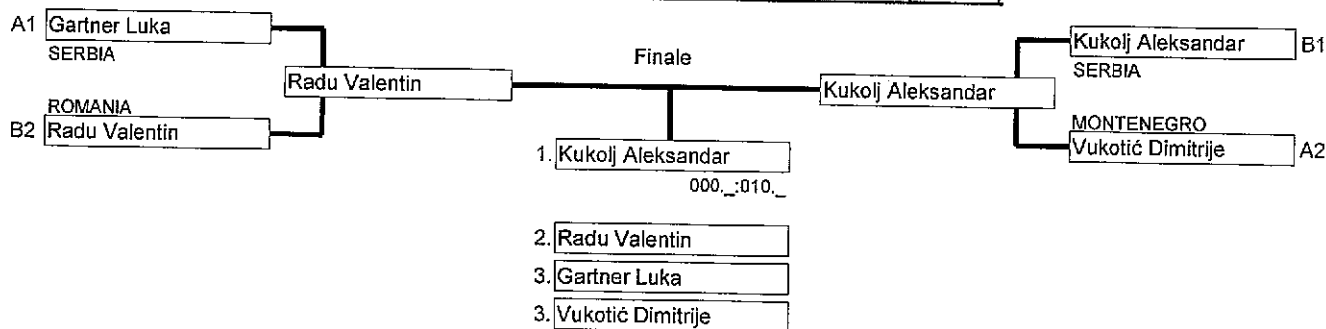 A1 Gartner Luka
SERBIA
ROMANIA
B2 Radu Valentin
Radu Valentin
Finale
Kukolj Aleksandar
Kukolj Aleksandar B1
SERBIA
MONTENEGRO
Vukotić Dimitrije A2
1. Kukolj Aleksandar
000._:010._
2. Radu Valentin
3. Gartner Luka
3. Vukotić Dimitrije